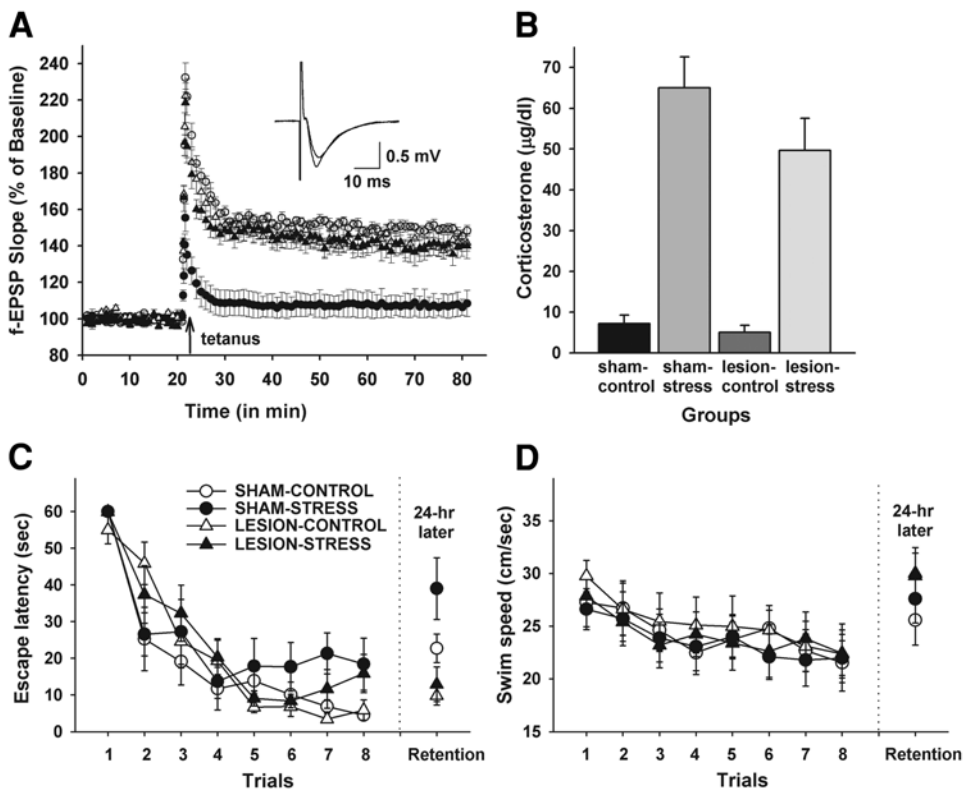 A
f-EPSP Slope (% of Baseline)
240
220
200
180
160
140
120
100
80
0.5 mV
10 ms
tetanus
0 10 20 30 40 50 60 70 80
Time (in min)
B
Corticosterone (µg/dl)
70
60
50
40
30
20
10
0
sham- sham- lesion- lesion-
control stress control stress
Groups
C
Escape latency (sec)
60
50
40
30
20
10
0
SHAM-CONTROL
SHAM-STRESS
LESION-CONTROL
LESION-STRESS
24-hr
later
1 2 3 4 5 6 7 8 Retention
Trials
D
Swim speed (cm/sec)
35
30
25
20
15
24-hr
later
1 2 3 4 5 6 7 8 Retention
Trials